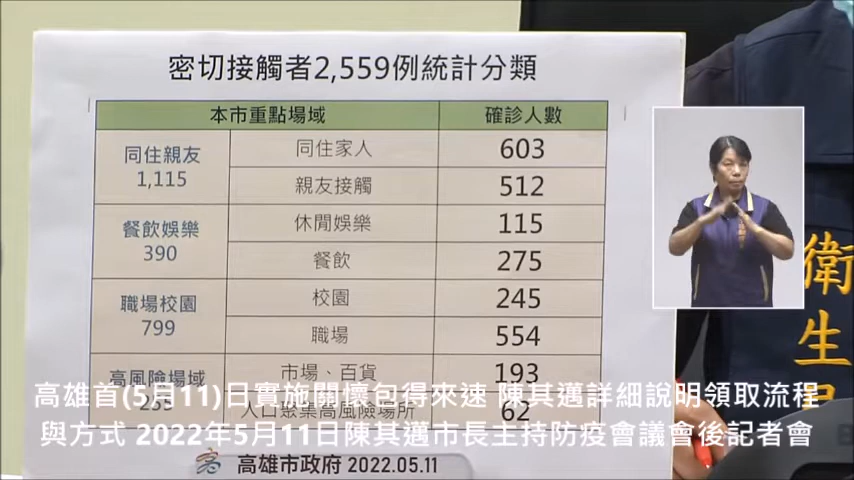 密切接觸者2,559例統計分類
本市重點場域 確診人數
同住親友 1,115
同住家人 603
親友接觸 512
餐飲娛樂 390
休閒娛樂 115
餐飲 275
職場校園 799
校園 245
職場 554
高風險場域 255
市場、百貨 193
人口聚集高風險場所 62
高雄首(5月11)日實施關懷包得來速 陳其邁詳細說明領取流程
與方式 2022年5月11日陳其邁市長主持防疫會議會後記者會
高雄市政府 2022.05.11
衛生局